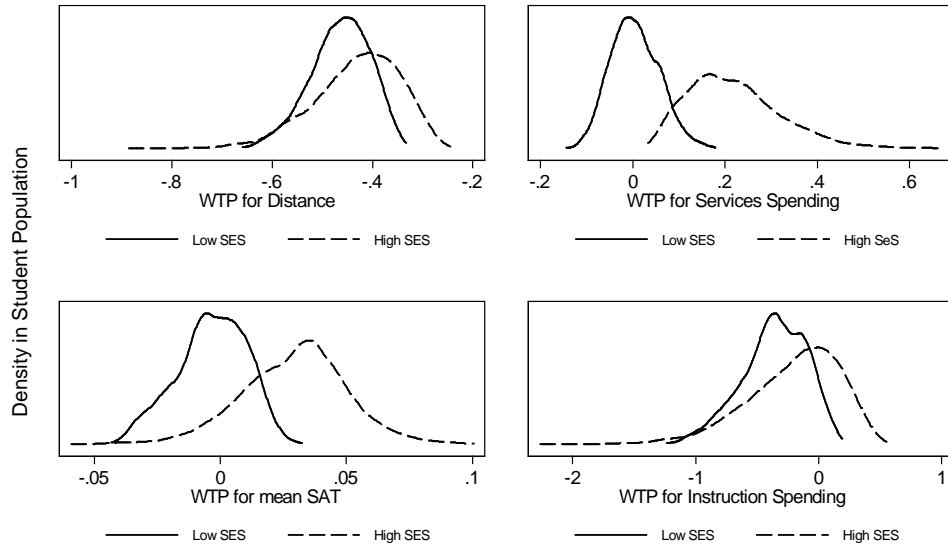 Density in Student Population
-1 -.8 -.6 -.4 -.2
WTP for Distance
Low SES High SES
-.2 0 .2 .4 .6
WTP for Services Spending
Low SES High SeS
-.05 0 .05 .1
WTP for mean SAT
Low SES High SES
-2 -1 0 1
WTP for Instruction Spending
Low SES High SES